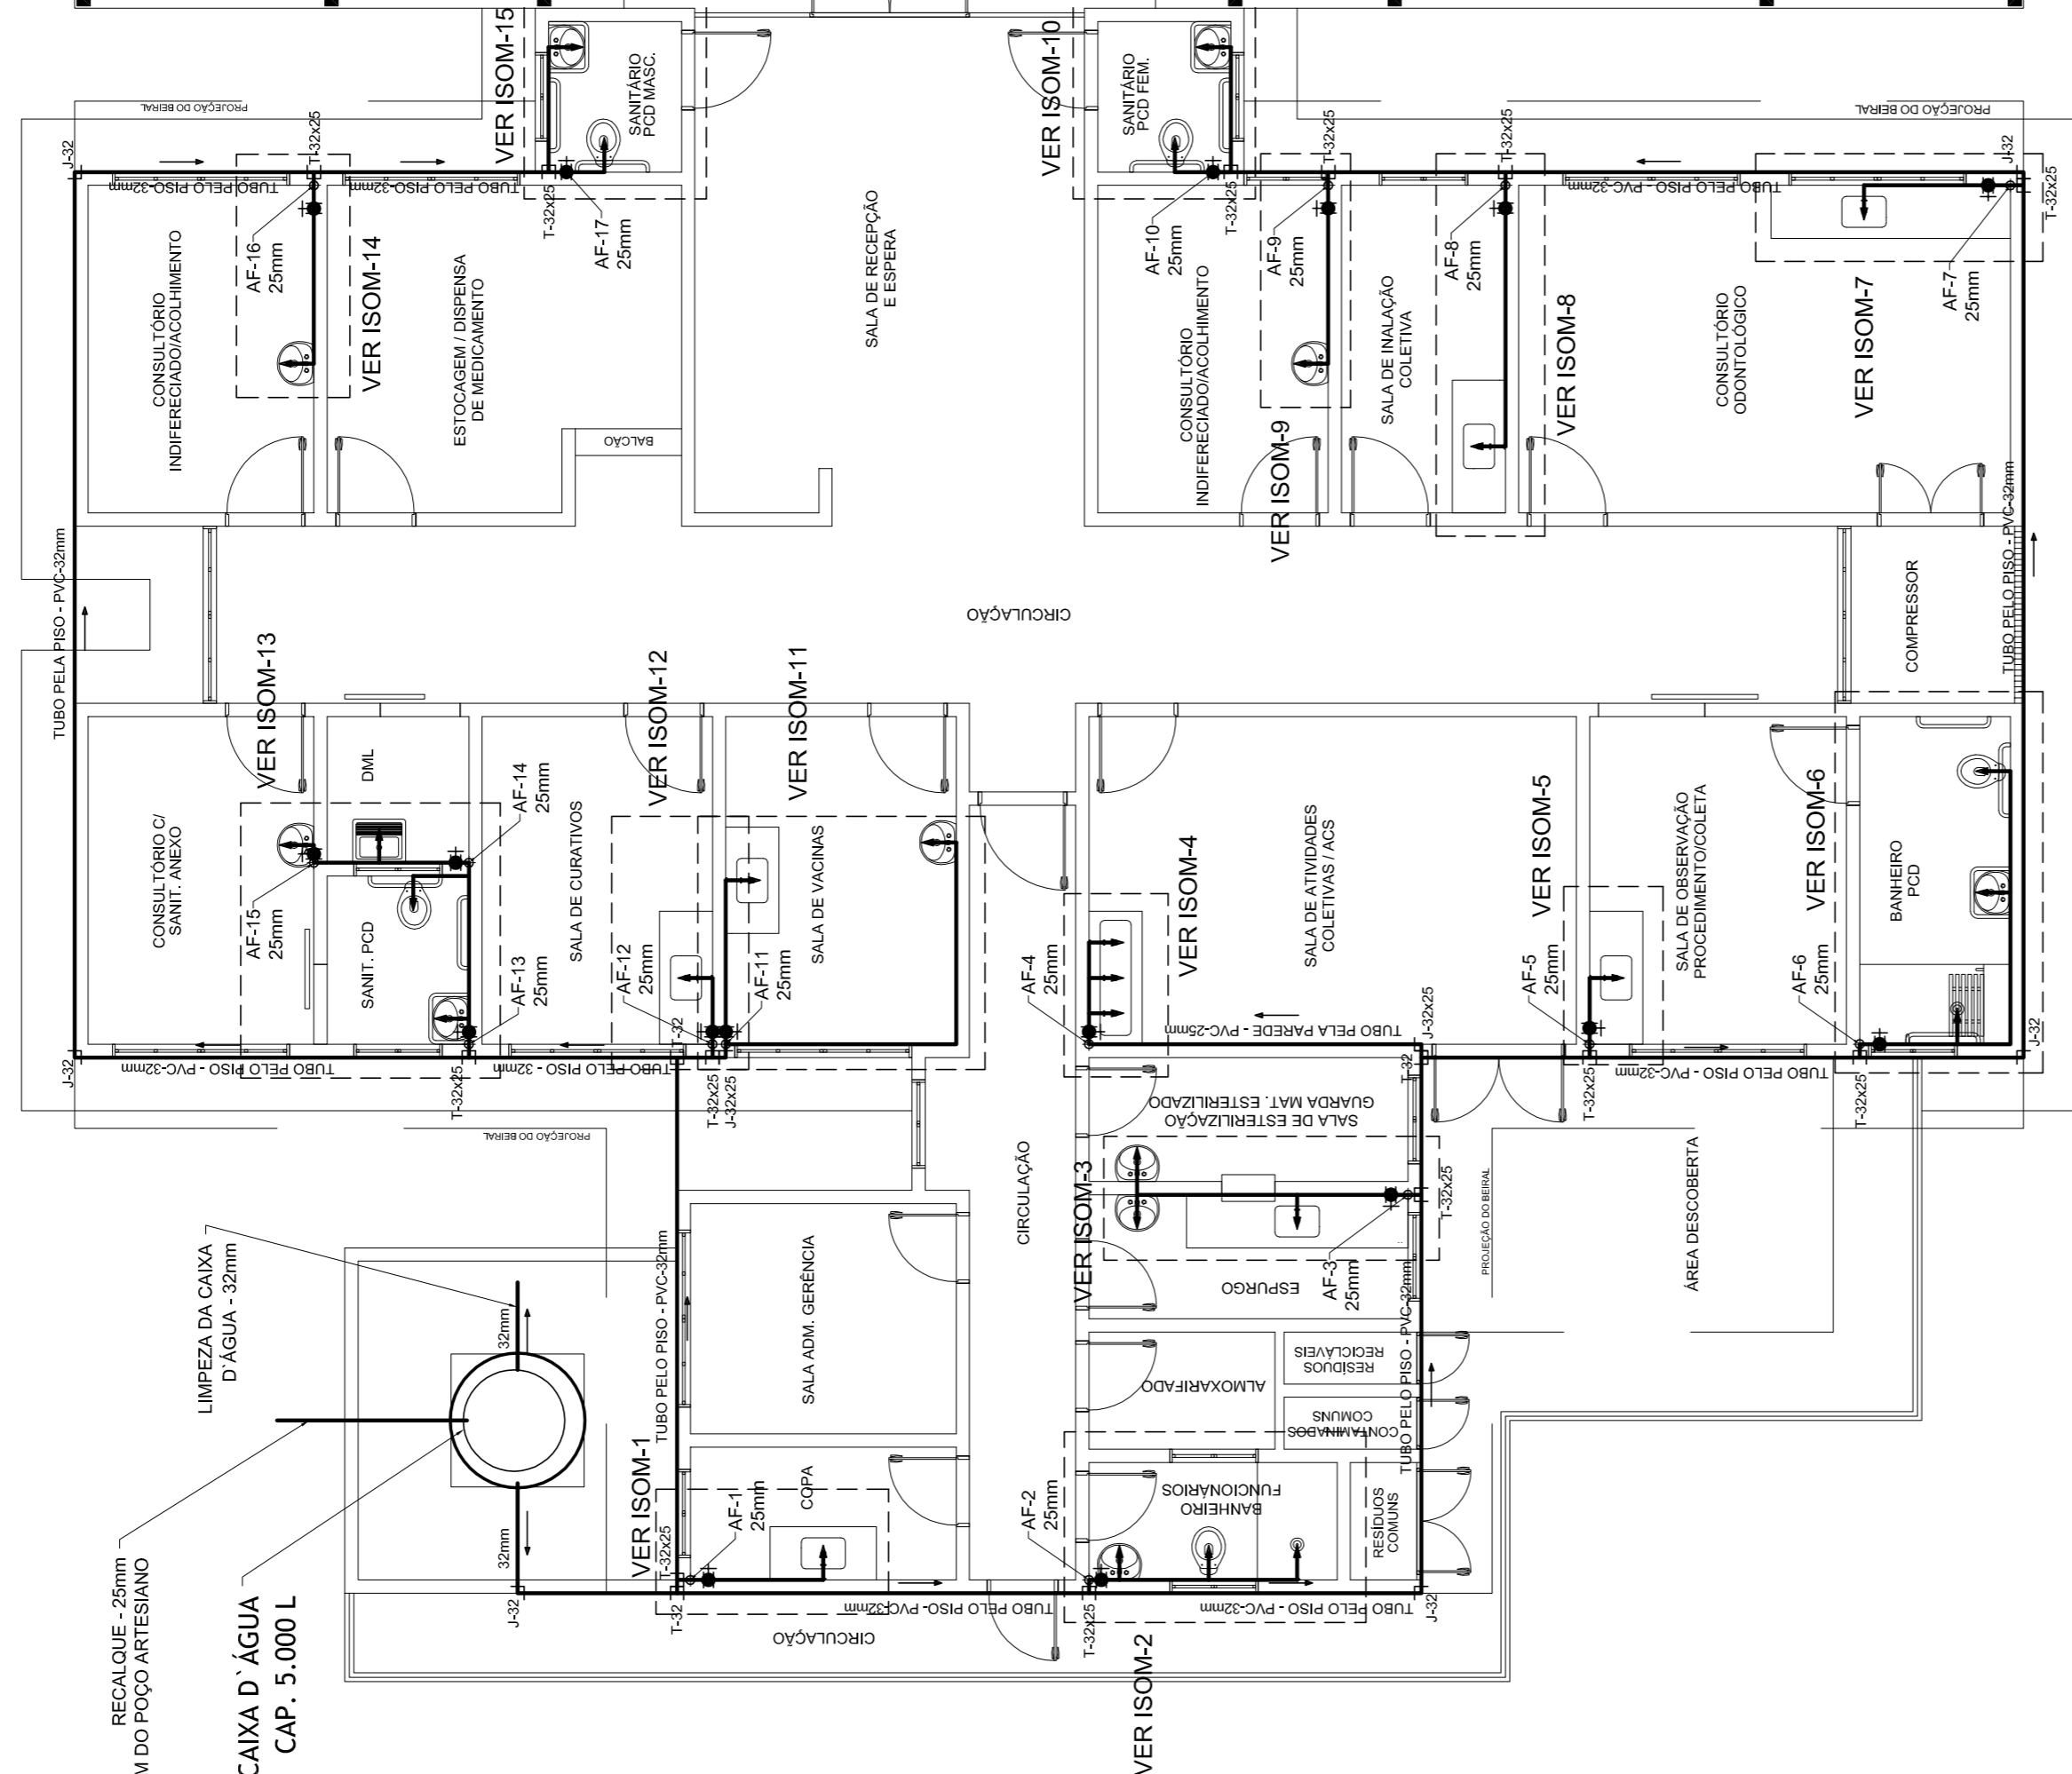 VER ISOM-15
SANITÁRIO
PCD MASC.
VER ISOM-10
SANITÁRIO
PCD FEM.
PROJEÇÃO DO BEIRAL
PROJEÇÃO DO BEIRAL
J-32
T-32x25
T-32x25
T-32x25
T-32x25
T-32x25
J-32
T-32x25
TUBO PELO PISO-32mm
TUBO PELO PISO-32mm
TUBO PELO PISO - PVC-32mm
CONSULTÓRIO
INDIFERECIADO/ACOLHIMENTO
AF-16
25mm
VER ISOM-14
ESTOCAGEM / DISPENSA
DE MEDICAMENTO
AF-17
25mm
BALCÃO
SALA DE RECEPÇÃO
E ESPERA
AF-10
25mm
CONSULTÓRIO
INDIFERECIADO/ACOLHIMENTO
AF-9
25mm
VER ISOM-9
SALA DE INALAÇÃO
COLETIVA
AF-8
25mm
VER ISOM-8
CONSULTÓRIO
ODONTOLÓGICO
VER ISOM-7
AF-7
25mm
TUBO PELA PISO - PVC-32mm
CIRCULAÇÃO
COMPRESSOR
TUBO PELO PISO - PVC-32mm
VER ISOM-13
VER ISOM-12
VER ISOM-11
CONSULTÓRIO C/
SANIT. ANEXO
DML
AF-14
25mm
AF-15
25mm
SANIT. PCD
AF-13
25mm
SALA DE CURATIVOS
AF-12
25mm
AF-11
25mm
SALA DE VACINAS
AF-4
25mm
VER ISOM-4
SALA DE ATIVIDADES
COLETIVAS / ACS
VER ISOM-5
AF-5
25mm
SALA DE OBSERVAÇÃO
PROCEDIMENTO/COLETA
VER ISOM-6
AF-6
25mm
BANHEIRO
PCD
J-32
TUBO PELO PISO - PVC-32mm
T-32x25
TUBO PELO PISO - 32mm
T-32
T-32x25
J-32x25
TUBO PELA PAREDE - PVC-25mm
J-32x25
T-32
T-32x25
TUBO PELO PISO - PVC-32mm
T-32x25
J-32
PROJEÇÃO DO BEIRAL
SALA DE ESTERILIZAÇÃO
GUARDA MAT. ESTERILIZADO
CIRCULAÇÃO
VER ISOM-3
T-32x25
PROJEÇÃO DO BEIRAL
ÁREA DESCOBERTA
LIMPEZA DA CAIXA
D`ÁGUA - 32mm
32mm
32mm
TUBO PELO PISO - PVC-32mm
SALA ADM. GERÊNCIA
ESPURGO
AF-3
25mm
TUBO PELO PISO - PVC-32mm
RESÍDUOS
RECICLÁVEIS
ALMOXARIFADO
CONTAMINADOS
COMUNS
RECALQUE - 25mm
M DO POÇO ARTESIANO
CAIXA D`ÁGUA
CAP. 5.000 L
VER ISOM-1
T-32x25
AF-1
25mm
COPA
AF-2
25mm
BANHEIRO
FUNCIONÁRIOS
RESÍDUOS
COMUNS
J-32
T-32
TUBO PELO PISO- PVC-32mm
T-32x25
TUBO PELO PISO - PVC-32mm
J-32
CIRCULAÇÃO
VER ISOM-2